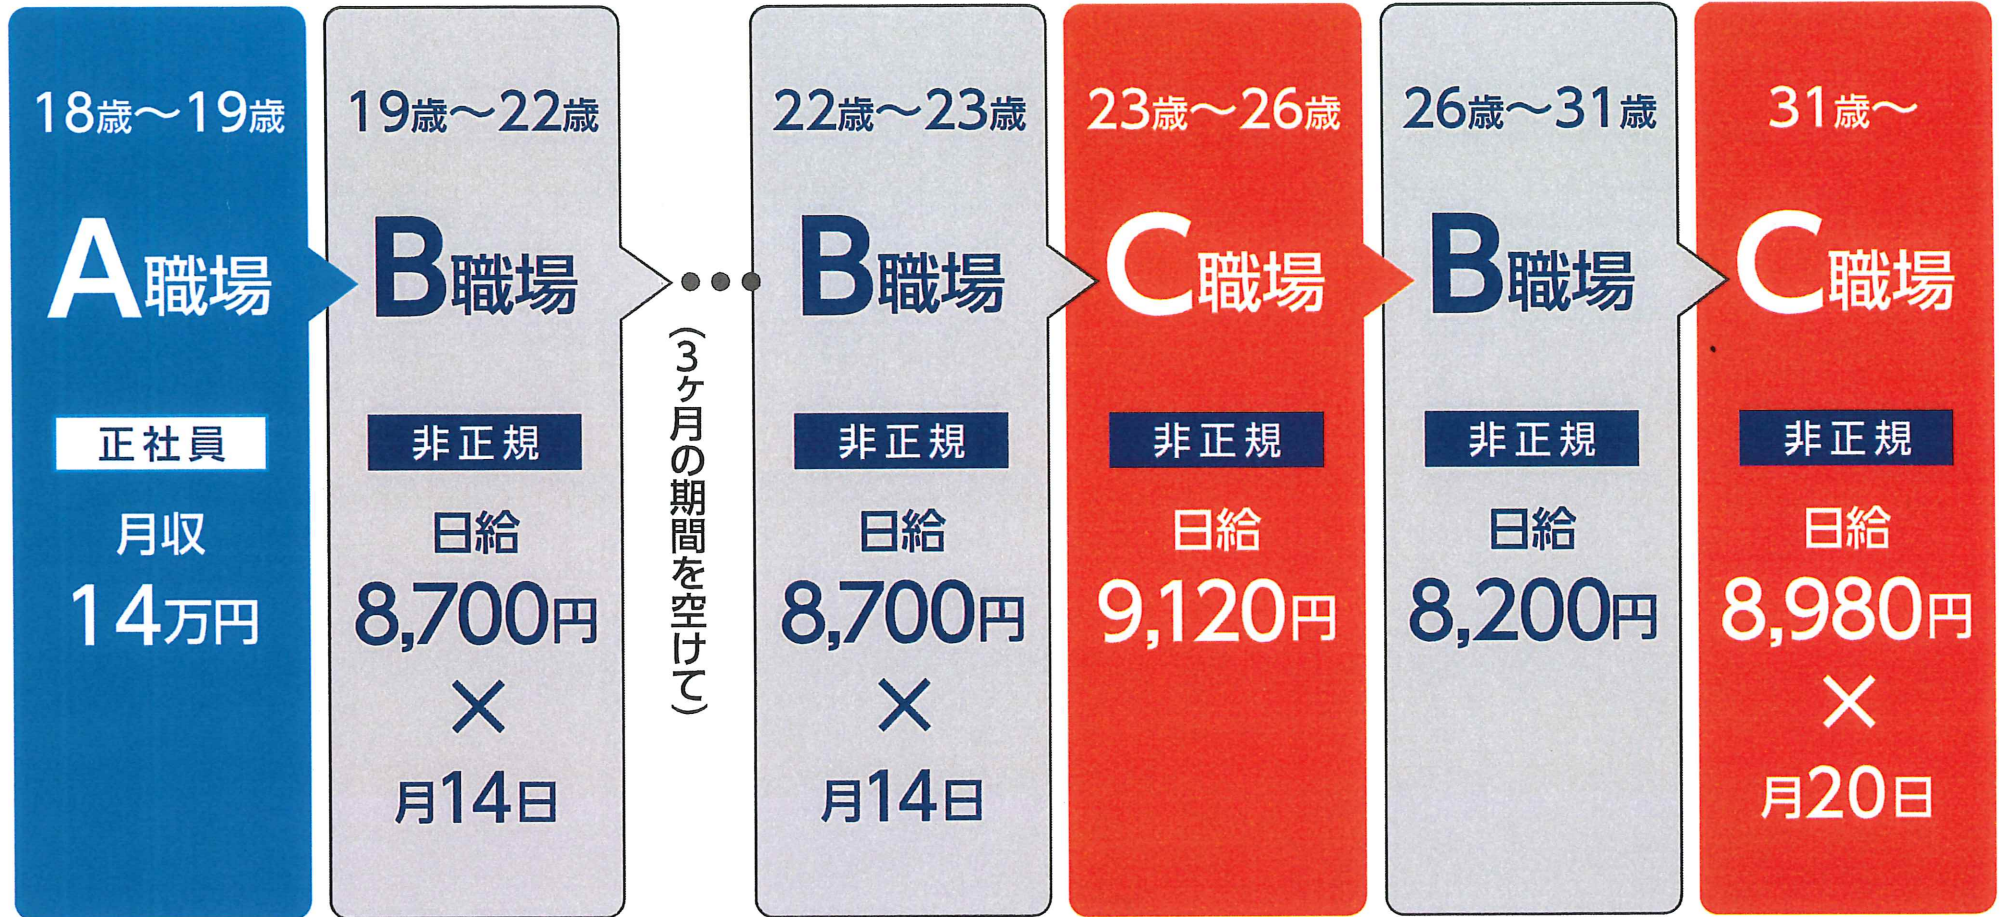 18歳～19歳
A職場
正社員
月収
14万円
19歳～22歳
B職場
非正規
日給
8,700円
×
月14日
（3ヶ月の期間を空けて）
22歳～23歳
B職場
非正規
日給
8,700円
×
月14日
23歳～26歳
C職場
非正規
日給
9,120円
26歳～31歳
B職場
非正規
日給
8,200円
31歳～
C職場
非正規
日給
8,980円
×
月20日